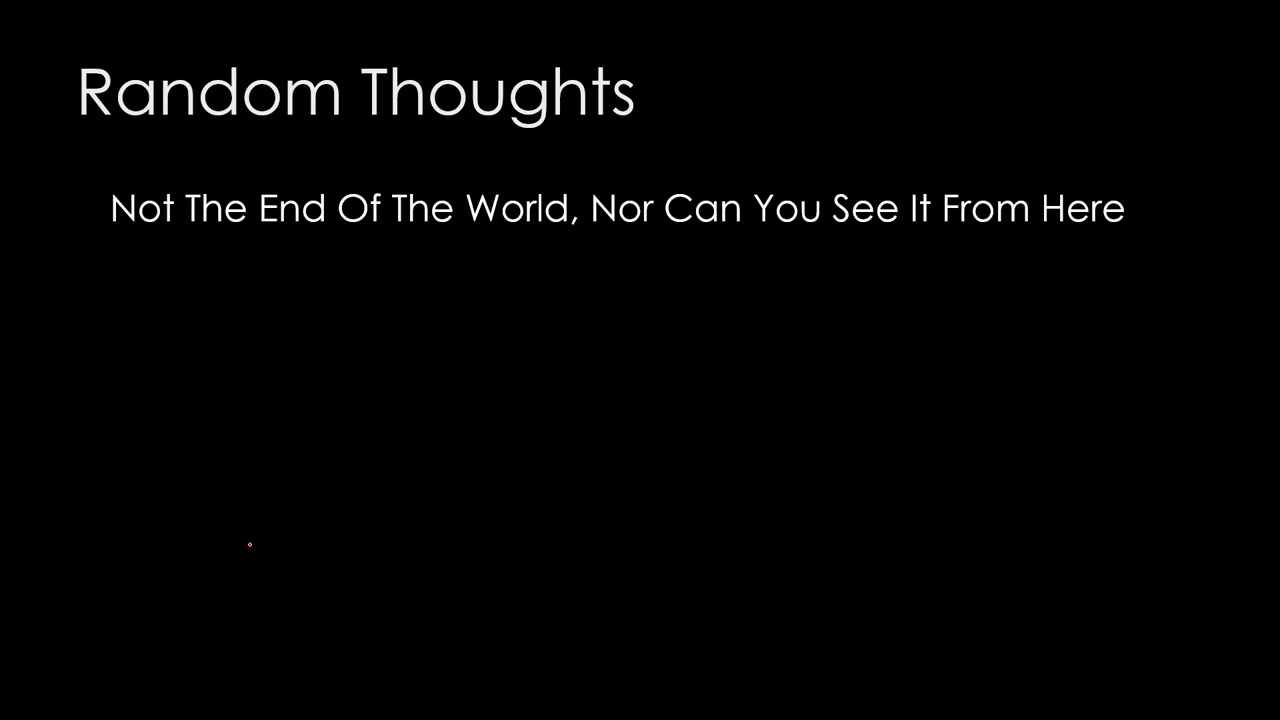 Random Thoughts
Not The End Of The World, Nor Can You See It From Here